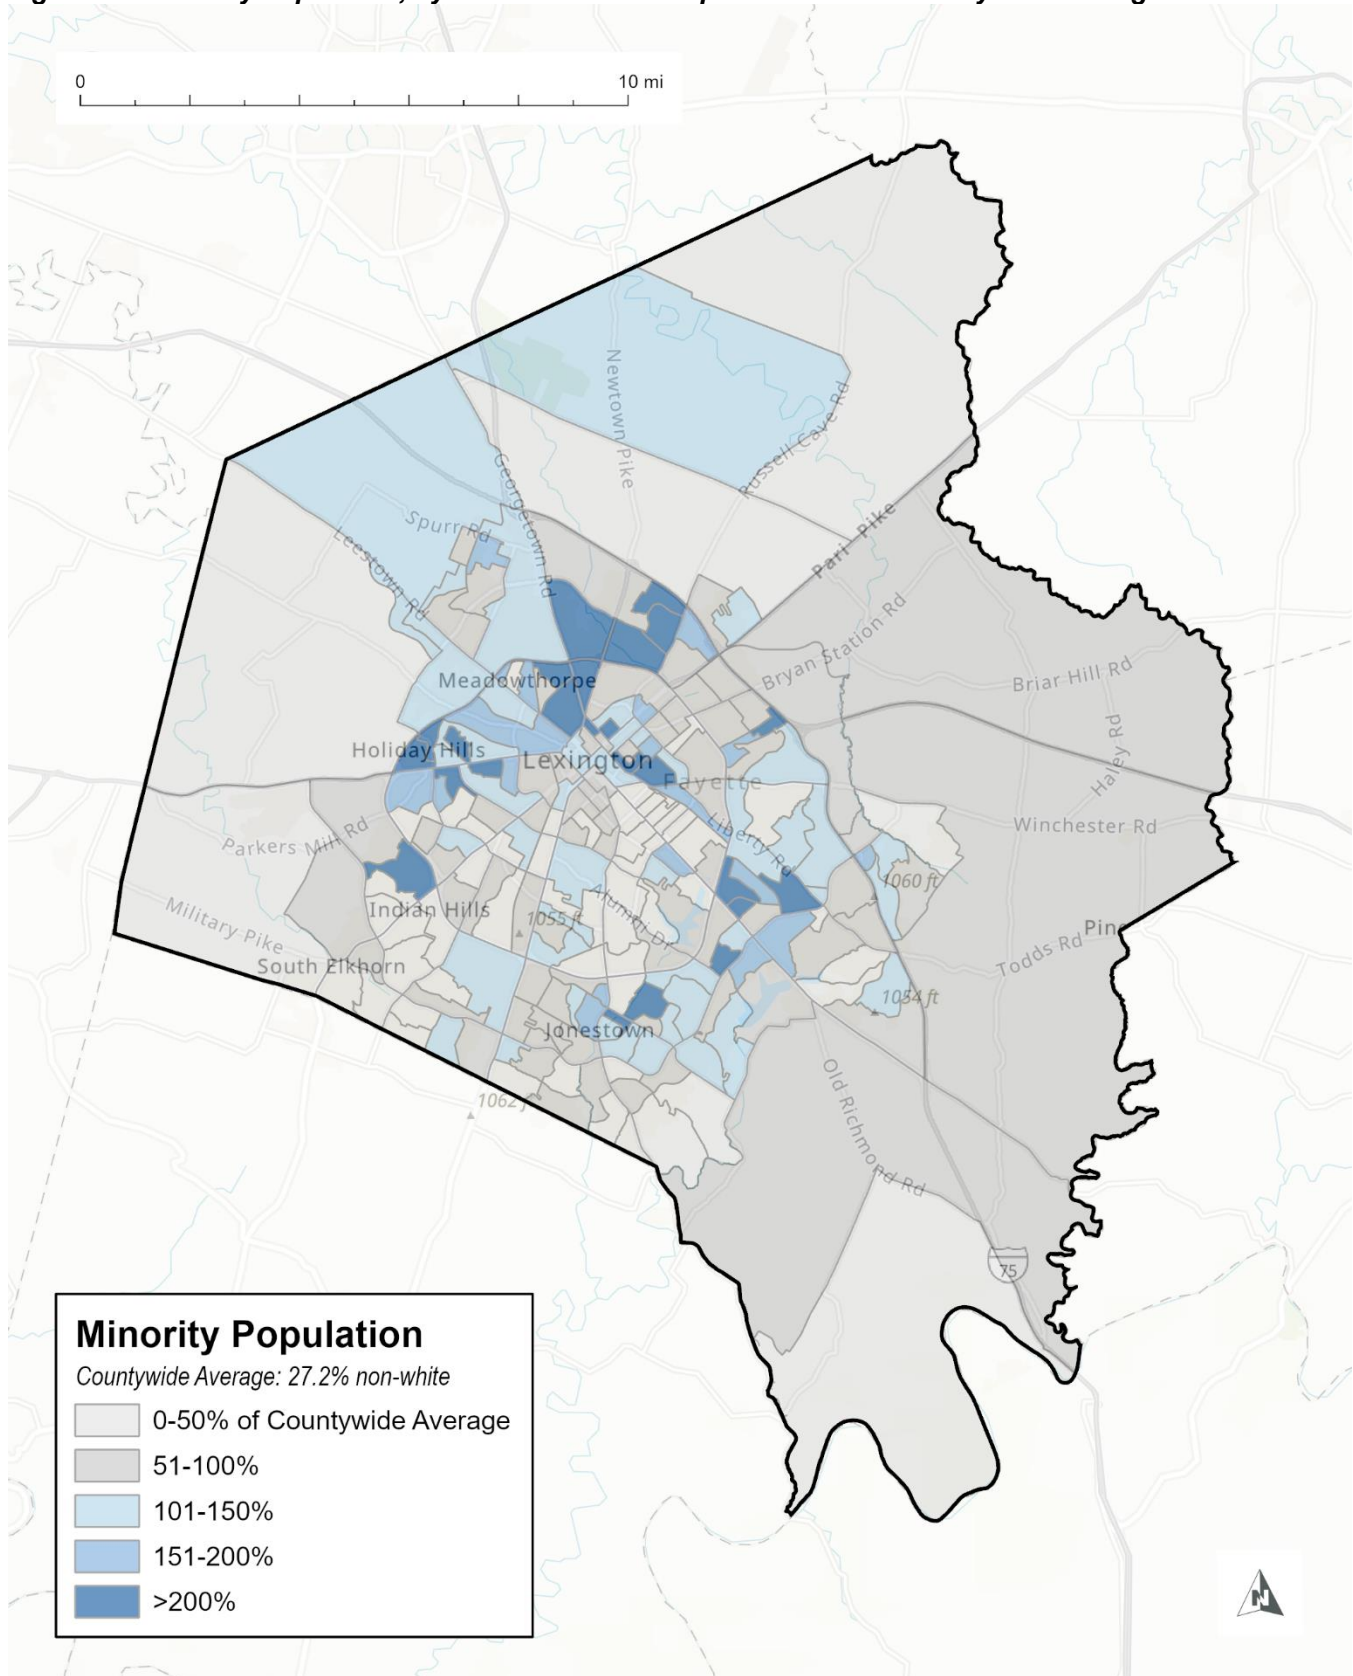 0 10 mi
Newtown Pike
Russell Cave Rd
Georgetown Rd
Spurr Rd
Leestown Rd
Pari Pike
Bryan Station Rd
Briar Hill Rd
Meadowthorpe
Haley Rd
Holiday Hills
Lexington
Fayette
Liberty Rd
Winchester Rd
Parkers Mill Rd
1060 ft
Indian Hills
Alumni Dr
1055 ft
Military Pike
Pin
Todds Rd
South Elkhorn
1054 ft
Jonestown
Old Richmond Rd
1062 ft
75
Minority Population
Countywide Average: 27.2% non-white
0-50% of Countywide Average
51-100%
101-150%
151-200%
>200%
N